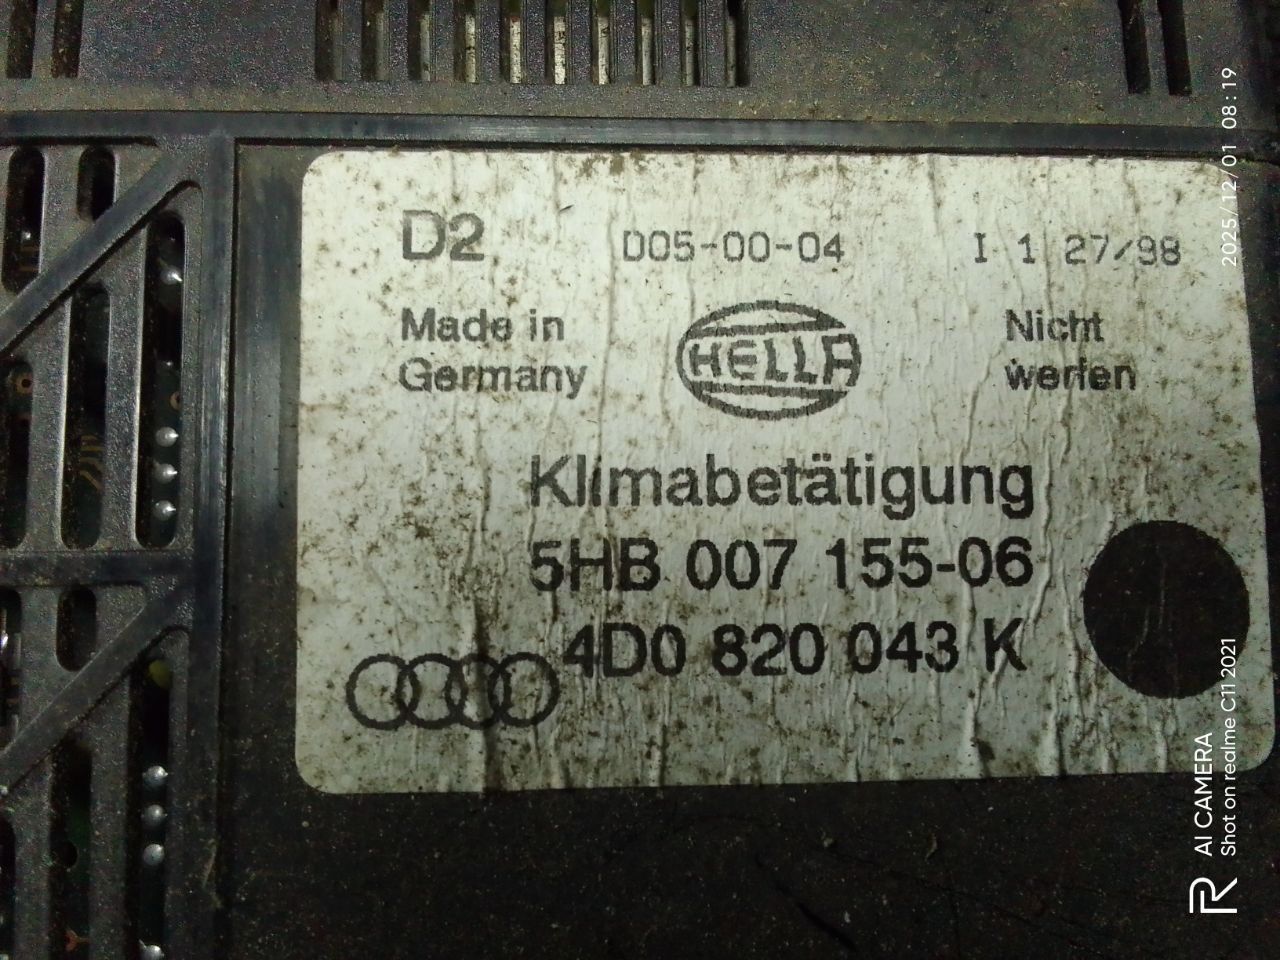 D2 D05-00-04 I 1 27/98
Made in
Germany
HELLA
Nicht
werfen
Klimabetätigung
5HB 007 155-06
4D0 820 043 K
2025/12/01 08:19
AI CAMERA
Shot on realme C11 2021